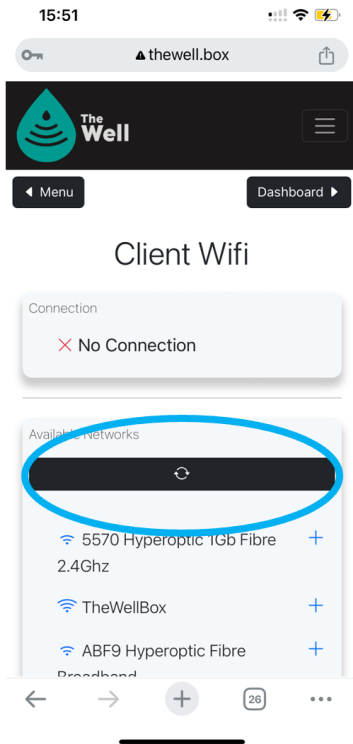 15:51
thewell.box
The
Well
Menu
Dashboard
Client Wifi
Connection
No Connection
Available Networks
5570 Hyperoptic 1Gb Fibre
2.4Ghz
TheWellBox
ABF9 Hyperoptic Fibre
Broadband
26